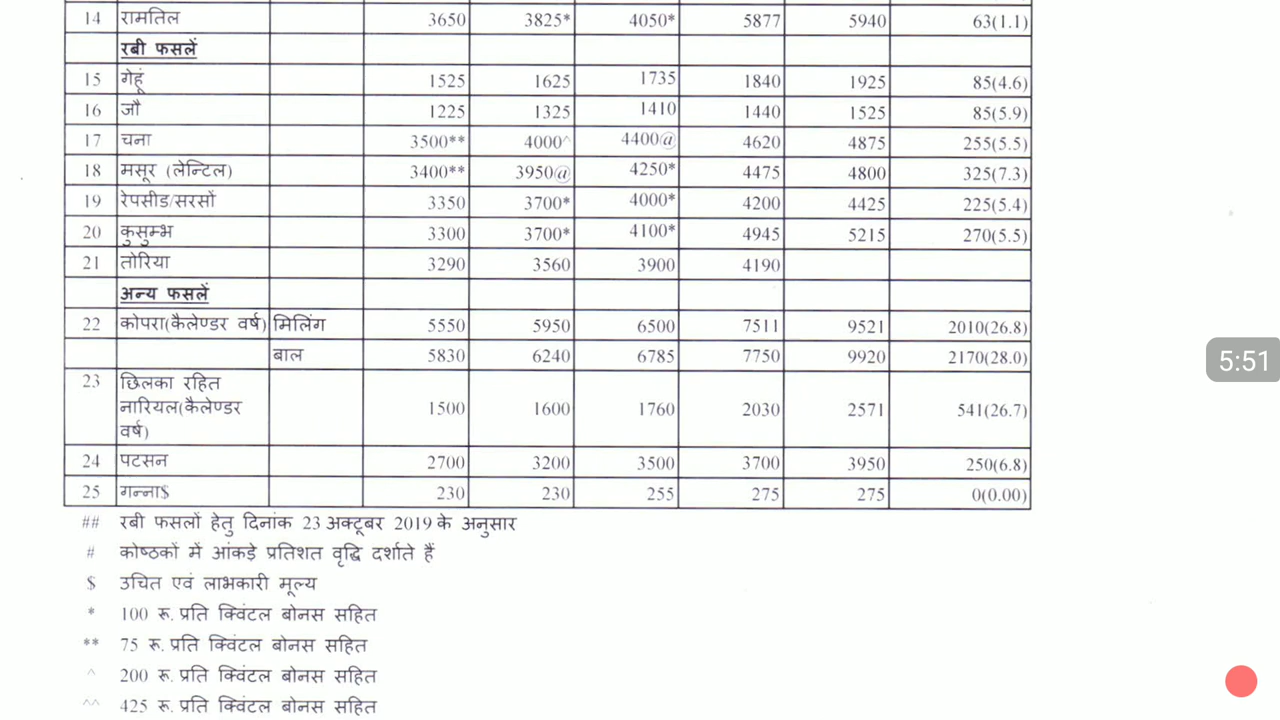 14 रामतिल 3650 3825* 4050* 5877 5940 63(1.1)
रबी फसलें
15 गेहूं 1525 1625 1735 1840 1925 85(4.6)
16 जौ 1225 1325 1410 1440 1525 85(5.9)
17 चना 3500** 4000^ 4400@ 4620 4875 255(5.5)
18 मसूर (लेन्टिल) 3400** 3950@ 4250* 4475 4800 325(7.3)
19 रेपसीड/सरसों 3350 3700* 4000* 4200 4425 225(5.4)
20 कुसुम्भ 3300 3700* 4100* 4945 5215 270(5.5)
21 तोरिया 3290 3560 3900 4190
अन्य फसलें
22 कोपरा(कैलेण्डर वर्ष) मिलिंग 5550 5950 6500 7511 9521 2010(26.8)
बाल 5830 6240 6785 7750 9920 2170(28.0)
23 छिलका रहित
नारियल(कैलेण्डर 1500 1600 1760 2030 2571 541(26.7)
वर्ष)
24 पटसन 2700 3200 3500 3700 3950 250(6.8)
25 गन्ना$ 230 230 255 275 275 0(0.00)
## रबी फसलों हेतु दिनांक 23 अक्टूबर 2019 के अनुसार
# कोष्ठकों में आंकड़े प्रतिशत वृद्धि दर्शाते हैं
$ उचित एवं लाभकारी मूल्य
* 100 रू. प्रति क्विंटल बोनस सहित
** 75 रू. प्रति क्विंटल बोनस सहित
^ 200 रू. प्रति क्विंटल बोनस सहित
^^ 425 रू. प्रति क्विंटल बोनस सहित
5:51